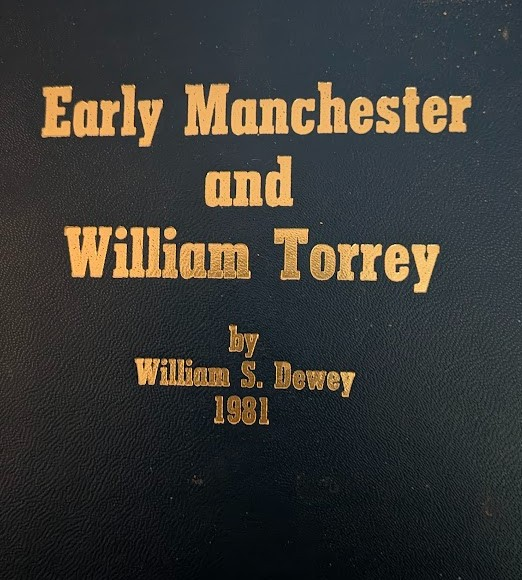 Early Manchester
and
William Torrey
by
William S. Dewey
1981